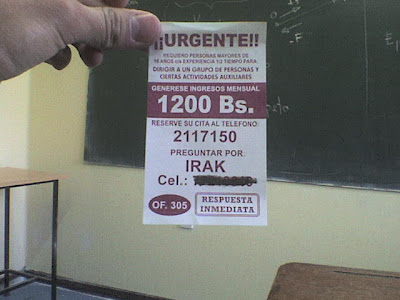 ¡¡URGENTE!!
REQUIERO PERSONAS MAYORES DE
18 AÑOS S/N EXPERIENCIA 1/2 TIEMPO PARA
DIRIGIR A UN GRUPO DE PERSONAS Y
CIERTAS ACTIVIDADES AUXILIARES
GENERESE INGRESOS MENSUAL
1200 Bs.
RESERVE SU CITA AL TELEFONO:
2117150
PREGUNTAR POR:
IRAK
Cel.:
OF. 305
RESPUESTA
INMEDIATA